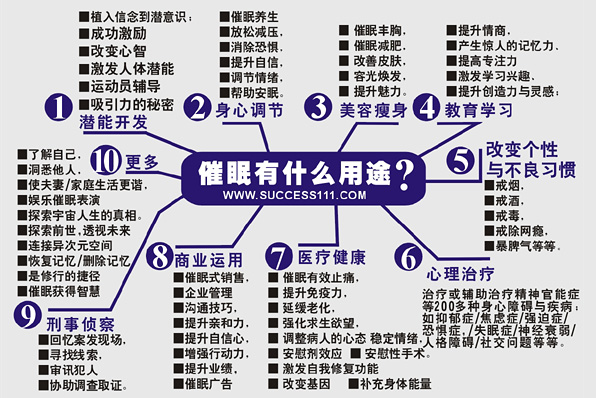 ■植入信念到潜意识:
■成功激励
■改变心智
■激发人体潜能
■运动员辅导
■吸引力的秘密
1 潜能开发
■催眠养生
■放松减压,
■消除恐惧,
■提升自信,
■调节情绪,
■帮助安眠。
2 身心调节
■催眠丰胸,
■催眠减肥,
■改善皮肤,
■容光焕发,
■提升魅力。
3 美容瘦身
■提升情商,
■产生惊人的记忆力,
■提高专注力
■激发学习兴趣,
■提升创造力与灵感:
4 教育学习
催眠有什么用途?
WWW.SUCCESS111.COM
5 改变个性
与不良习惯
■戒烟,
■戒酒,
■戒毒,
■戒除网瘾,
■暴脾气等等。
6 心理治疗
治疗或辅助治疗精神官能症
等200多种身心障碍与疾病:
如抑郁症/焦虑症/强迫症/
恐惧症,/失眠症/神经衰弱/
人格障碍/社交问题等等。
7 医疗健康
■催眠有效止痛,
■提升免疫力,
■延缓老化,
■强化求生欲望,
■调整病人的心态 稳定情绪,
■安慰剂效应 ■安慰性手术。
■激发自我修复功能
■改变基因 ■补充身体能量
8 商业运用
■催眠式销售,
■企业管理
■沟通技巧,
■提升亲和力,
■提升自信心,
■增强行动力,
■提升业绩,
■催眠广告
9 刑事侦察
■回忆案发现场,
■寻找线索,
■审讯犯人
■协助调查取证。
10 更多
■了解自己,
■洞悉他人,
■使夫妻/家庭生活更谐,
■娱乐催眠表演
■探索宇宙人生的真相。
■探索前世,透视未来
■连接异次元空间
■恢复记忆/删除记忆
■是修行的捷径
■催眠获得智慧